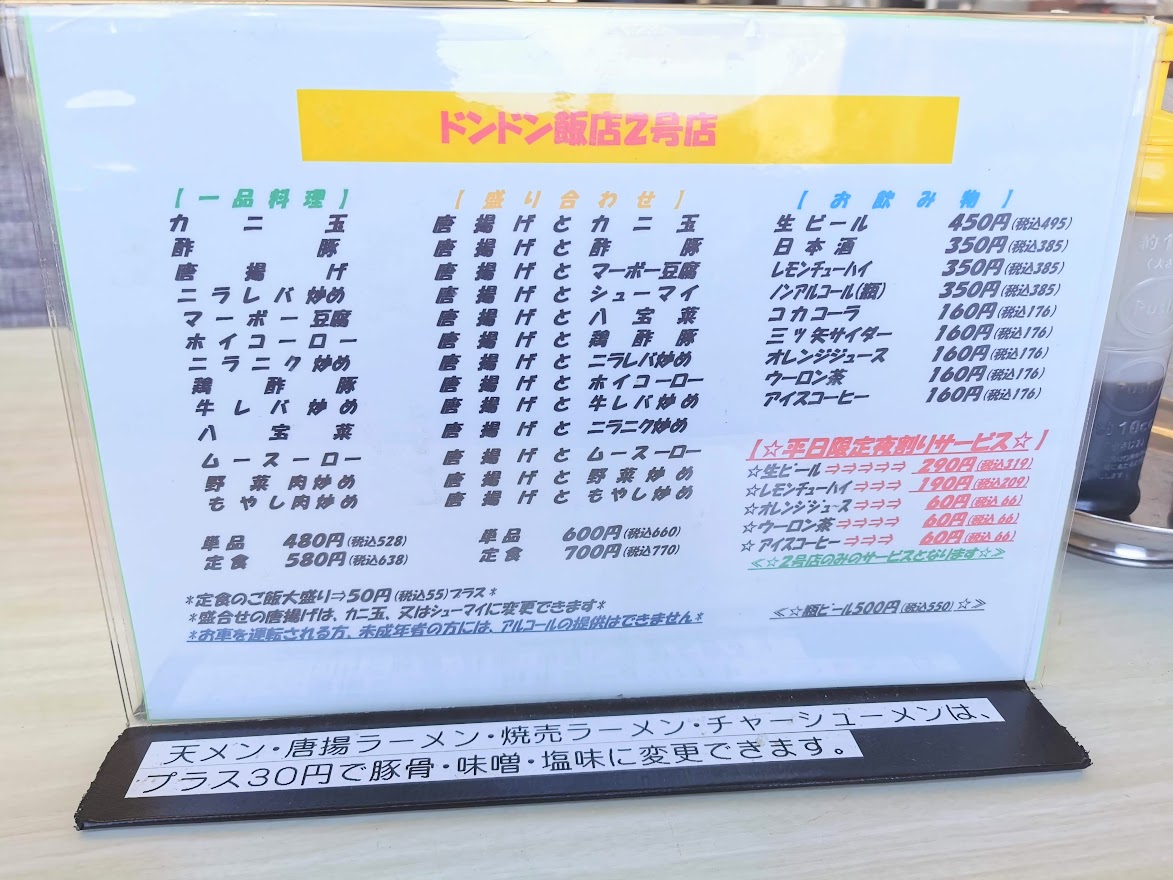 ドンドン飯店2号店
【一品料理】
カニ玉
酢豚
唐揚げ
ニラレバ炒め
マーボー豆腐
ホイコーロー
ニラニク炒め
鶏酢豚
牛レバ炒め
八宝菜
ムースーロー
野菜肉炒め
もやし肉炒め
単品 480円(税込528)
定食 580円(税込638)
【盛り合わせ】
唐揚げとカニ玉
唐揚げと酢豚
唐揚げとマーボー豆腐
唐揚げとシューマイ
唐揚げと八宝菜
唐揚げと鶏酢豚
唐揚げとニラレバ炒め
唐揚げとホイコーロー
唐揚げと牛レバ炒め
唐揚げとニラニク炒め
唐揚げとムースーロー
唐揚げと野菜炒め
唐揚げともやし炒め
単品 600円(税込660)
定食 700円(税込770)
*定食のご飯大盛り⇒50円(税込55)プラス*
*盛合せの唐揚げは、カニ玉、又はシューマイに変更できます*
*お車を運転される方、未成年者の方には、アルコールの提供はできません*
【お飲み物】
生ビール 450円(税込495)
日本酒 350円(税込385)
レモンチューハイ 350円(税込385)
ノンアルコール(瓶) 350円(税込385)
コカコーラ 160円(税込176)
三ツ矢サイダー 160円(税込176)
オレンジジュース 160円(税込176)
ウーロン茶 160円(税込176)
アイスコーヒー 160円(税込176)
【☆平日限定夜割りサービス☆】
☆生ビール⇒⇒⇒⇒⇒ 290円(税込319)
☆レモンチューハイ⇒⇒⇒ 190円(税込209)
☆オレンジジュース⇒⇒⇒ 60円(税込66)
☆ウーロン茶⇒⇒⇒⇒ 60円(税込66)
☆アイスコーヒー⇒⇒⇒ 60円(税込66)
≪☆2号店のみのサービスとなります☆≫
≪☆瓶ビール500円(税込550)☆≫
天メン・唐揚ラーメン・焼売ラーメン・チャーシューメンは、
プラス30円で豚骨・味噌・塩味に変更できます。